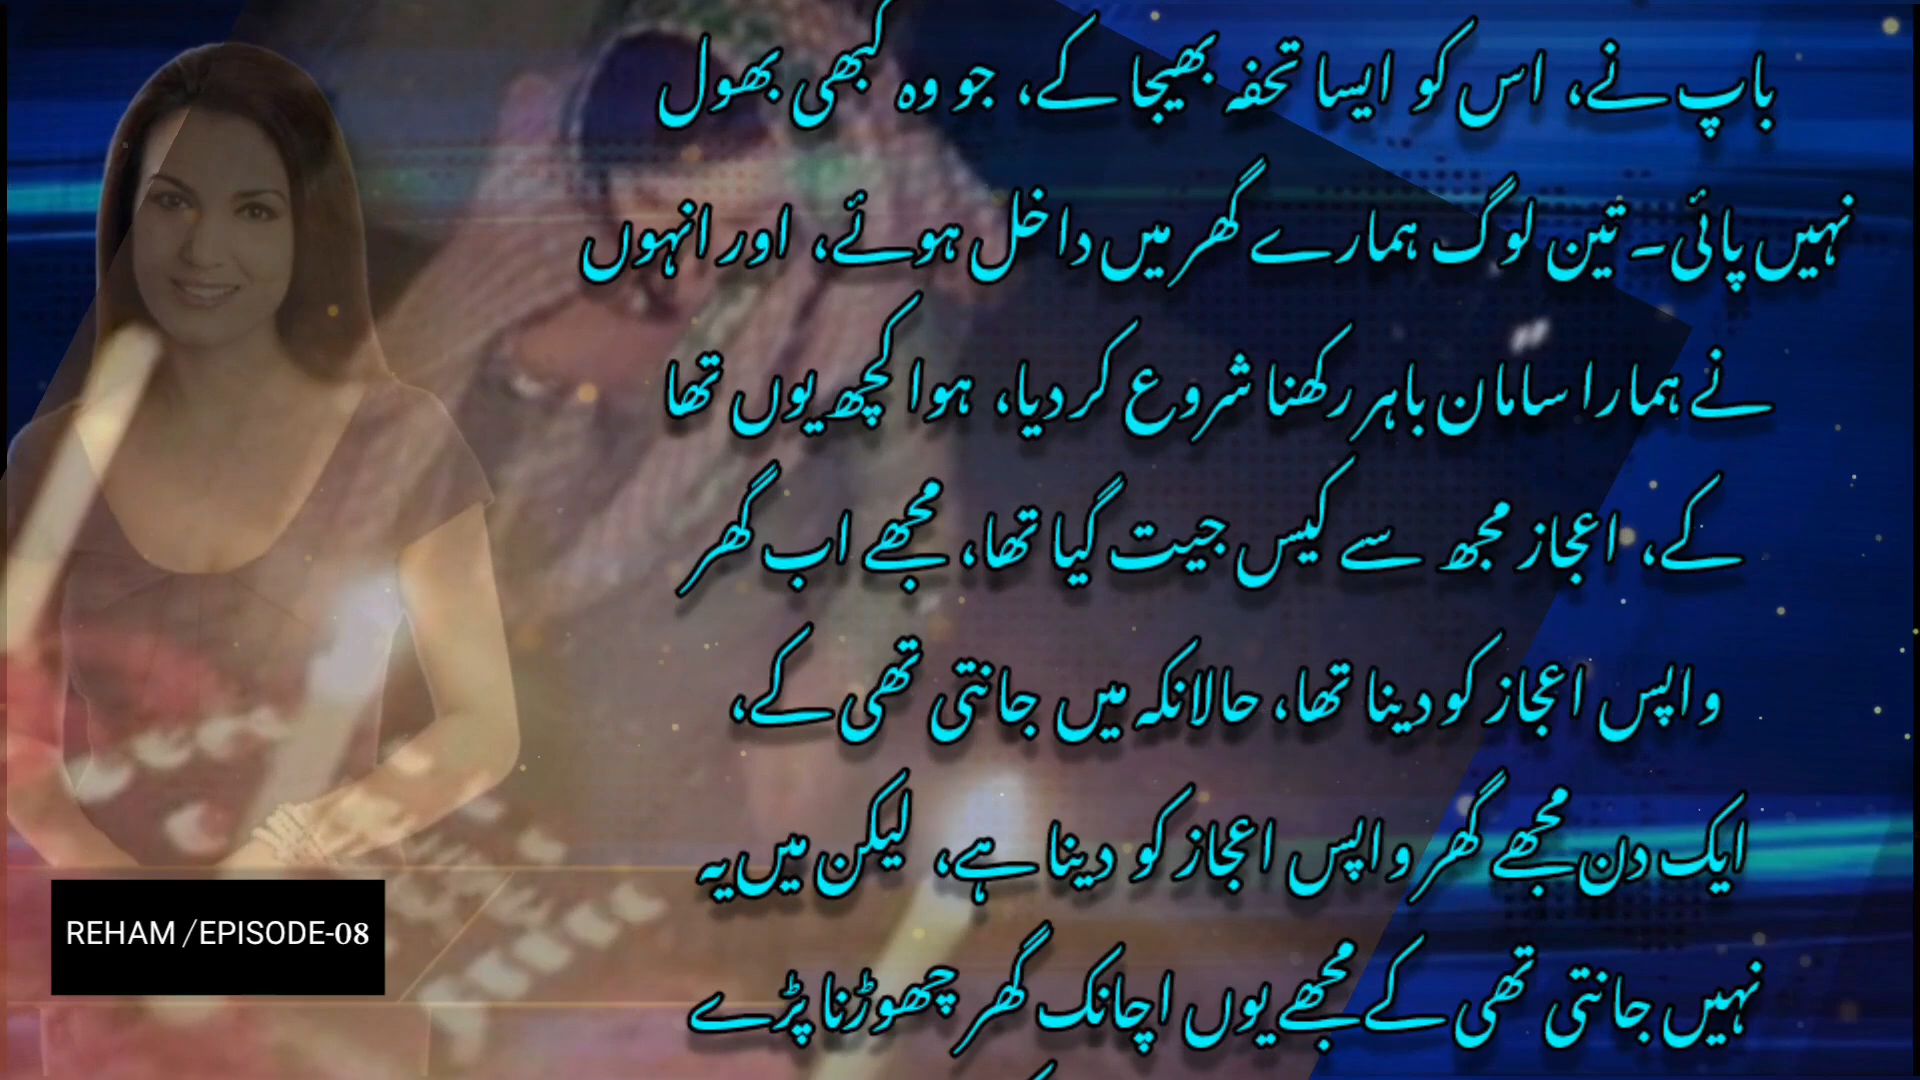 باپ نے، اس کو ایسا تحفہ بھیجا کے، جو وہ کبھی بھول
نہیں پائی۔ تین لوگ ہمارے گھر میں داخل ہوئے، اور انہوں
نے ہمارا سامان باہر رکھنا شروع کر دیا، ہوا کچھ یوں تھا
کے، اعجاز مجھ سے کیس جیت گیا تھا، مجھے اب گھر
واپس اعجاز کو دینا تھا، حالانکہ میں جانتی تھی کے،
ایک دن مجھے گھر واپس اعجاز کو دینا ہے، لیکن میں یہ
نہیں جانتی تھی کے مجھے یوں اچانک گھر چھوڑنا پڑے
REHAM /EPISODE-08